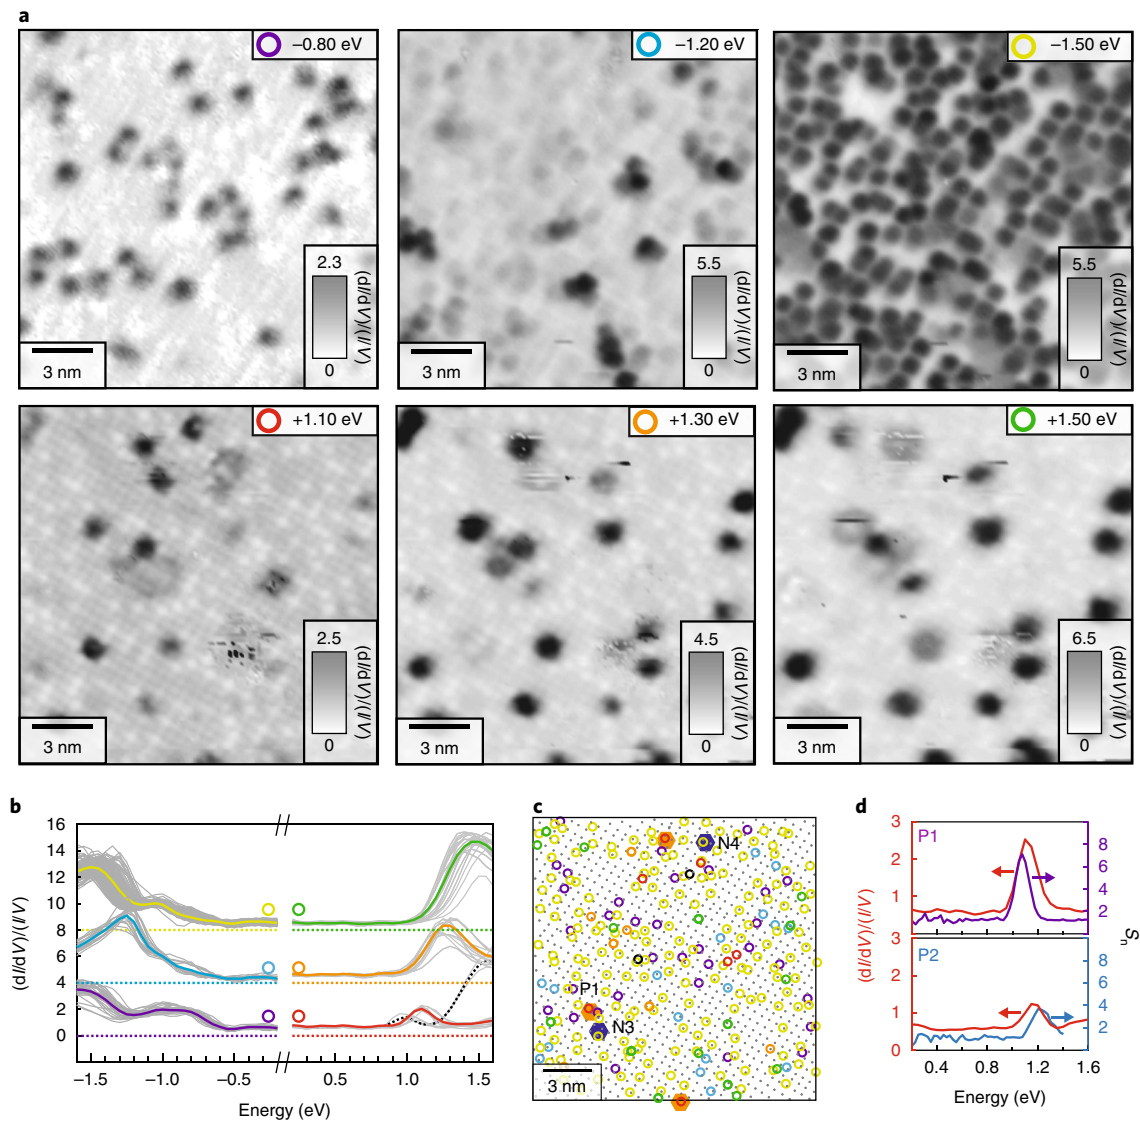 a
−0.80 eV
−1.20 eV
−1.50 eV
2.3
(dI/dV)/(I/V)
0
3 nm
5.5
(dI/dV)/(I/V)
0
3 nm
5.5
(dI/dV)/(I/V)
0
3 nm
+1.10 eV
+1.30 eV
+1.50 eV
2.5
(dI/dV)/(I/V)
0
3 nm
4.5
(dI/dV)/(I/V)
0
3 nm
6.5
(dI/dV)/(I/V)
0
3 nm
b
16
14
12
10
8
6
4
2
0
(dI/dV)/(I/V)
−1.5
−1.0
−0.5
0.5
1.0
1.5
Energy (eV)
c
N4
P1
N3
3 nm
d
3
2
1
P1
8
6
4
2
3
2
1
0
P2
8
6
4
2
(dI/dV)/(I/V)
Sn
0.4
0.8
1.2
1.6
Energy (eV)